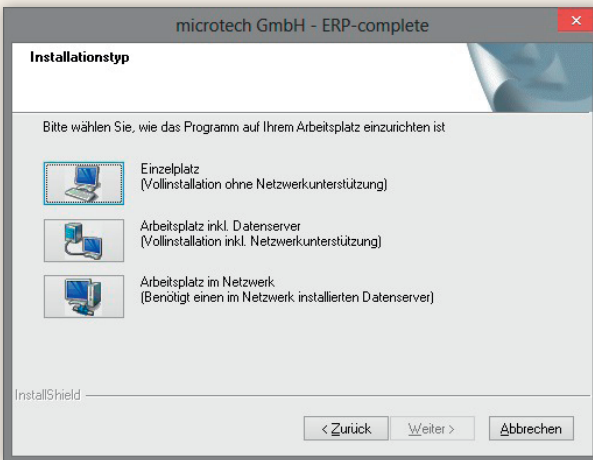 microtech GmbH - ERP-complete
Installationstyp
Bitte wählen Sie, wie das Programm auf Ihrem Arbeitsplatz einzurichten ist
Einzelplatz
(Vollinstallation ohne Netzwerkunterstützung)
Arbeitsplatz inkl. Datenserver
(Vollinstallation inkl. Netzwerkunterstützung)
Arbeitsplatz im Netzwerk
(Benötigt einen im Netzwerk installierten Datenserver)
InstallShield
< Zurück Weiter > Abbrechen